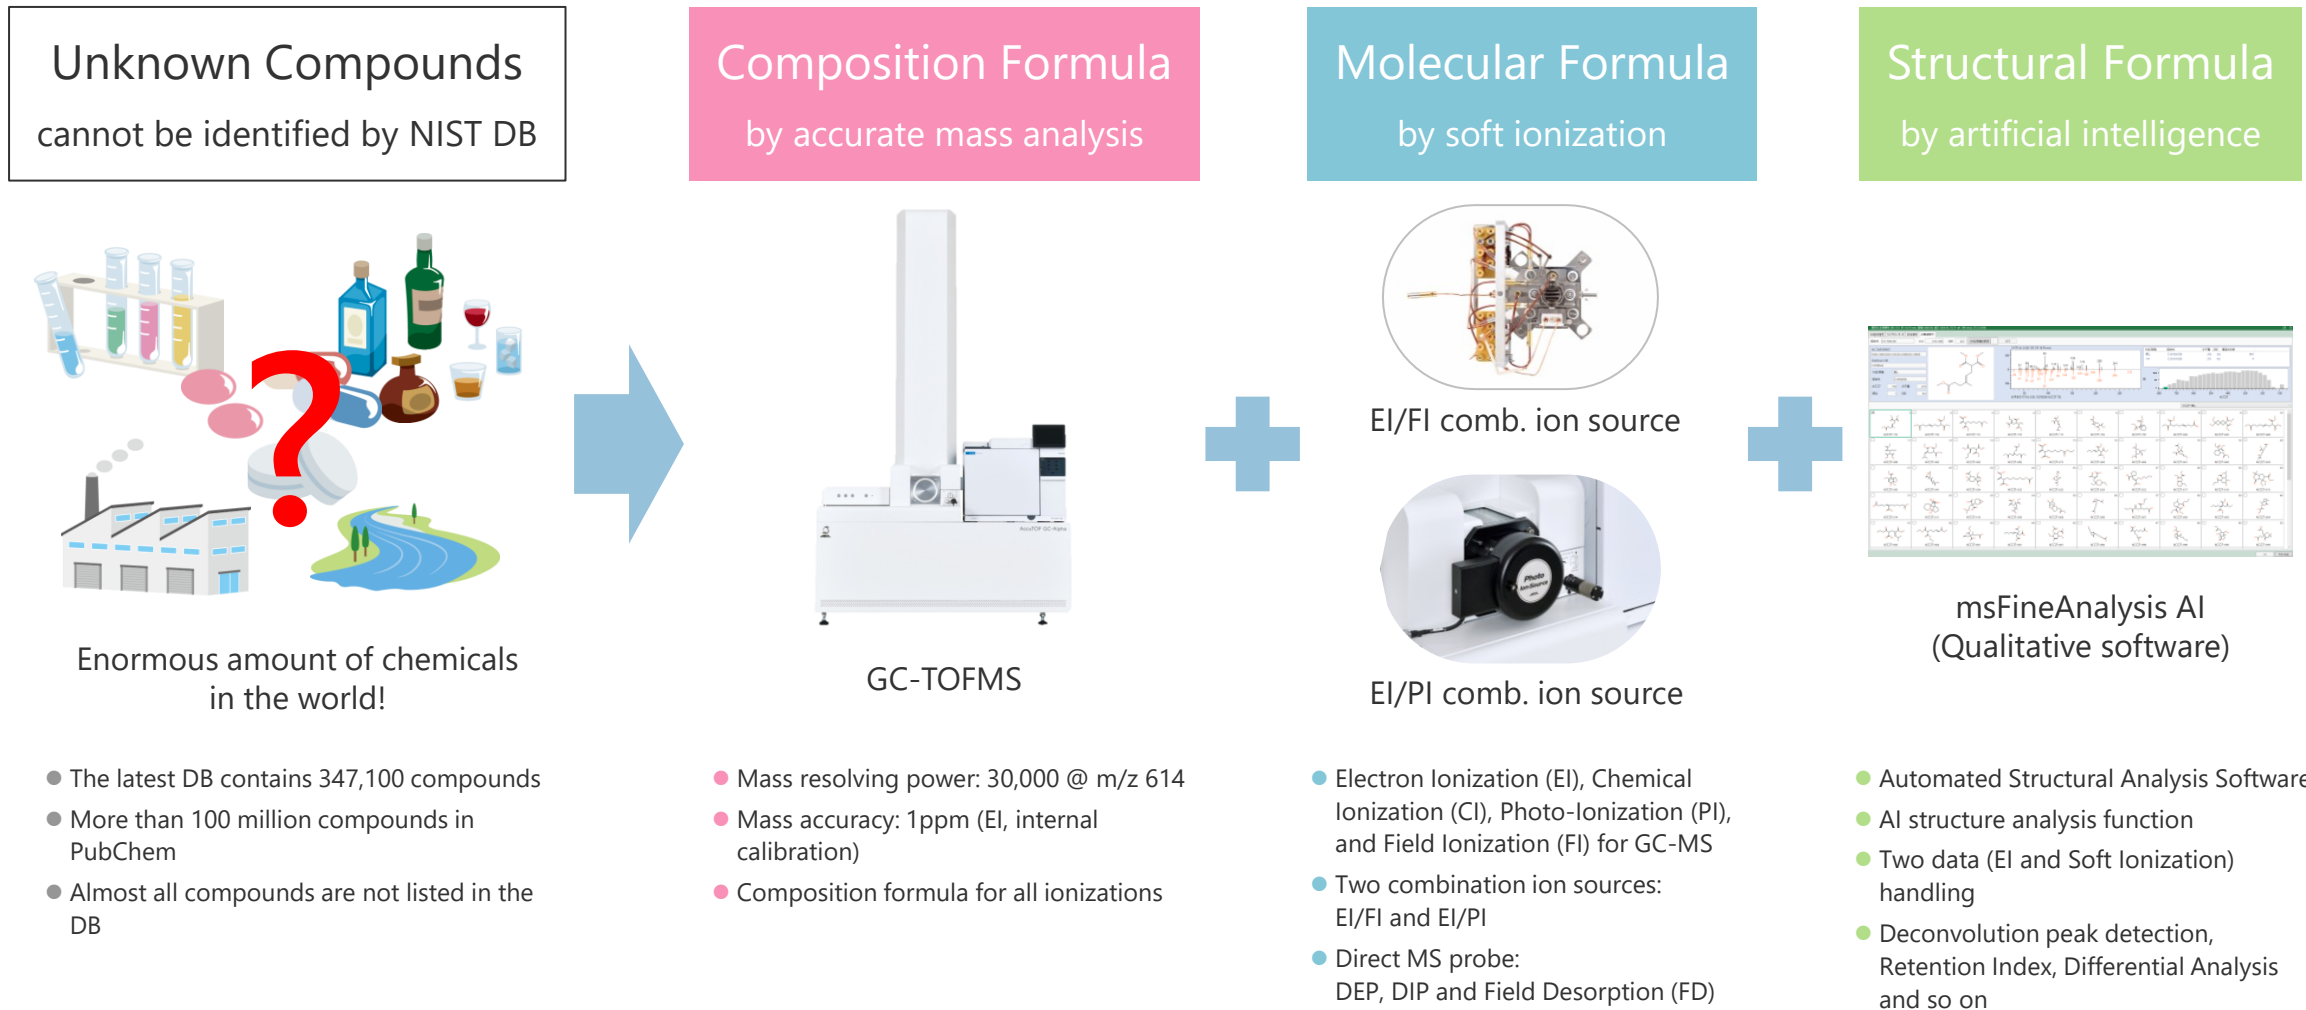 Unknown Compounds
cannot be identified by NIST DB
Enormous amount of chemicals
in the world!
The latest DB contains 347,100 compounds
More than 100 million compounds in
PubChem
Almost all compounds are not listed in the
DB
Composition Formula
by accurate mass analysis
AccuTOF GC-Alpha
GC-TOFMS
Mass resolving power: 30,000 @ m/z 614
Mass accuracy: 1ppm (EI, internal
calibration)
Composition formula for all ionizations
Molecular Formula
by soft ionization
EI/FI comb. ion source
Photo
Ion Source
EI/PI comb. ion source
Electron Ionization (EI), Chemical
Ionization (CI), Photo-Ionization (PI),
and Field Ionization (FI) for GC-MS
Two combination ion sources:
EI/FI and EI/PI
Direct MS probe:
DEP, DIP and Field Desorption (FD)
Structural Formula
by artificial intelligence
msFineAnalysis AI
(Qualitative software)
Automated Structural Analysis Software
AI structure analysis function
Two data (EI and Soft Ionization)
handling
Deconvolution peak detection,
Retention Index, Differential Analysis
and so on